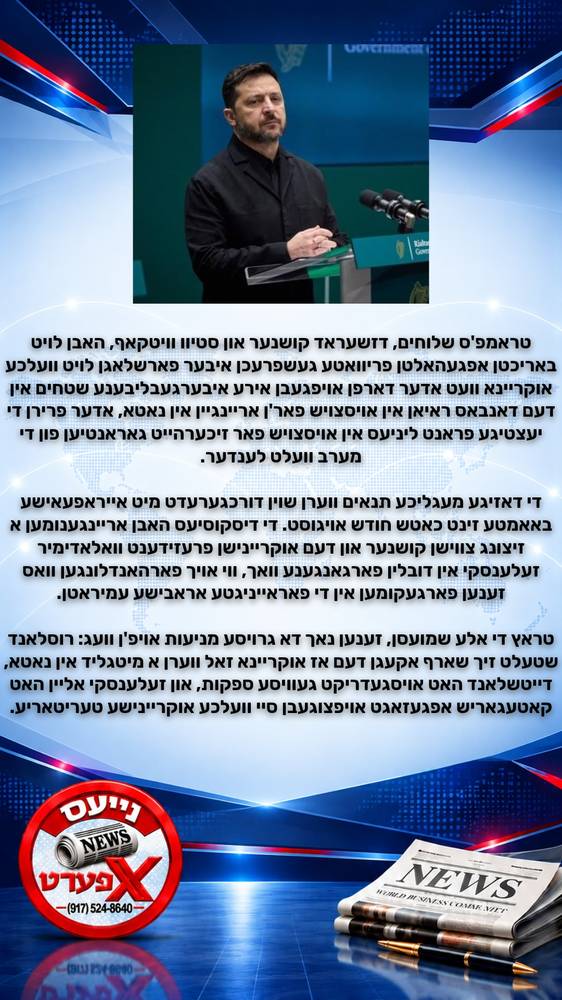 Government
Rialtas
Govern
טראמפ'ס שלוחים, דזשעראד קושנער און סטיוו וויטקאף, האבן לויט
באריכטן אפגעהאלטן פריוואטע געשפרעכן איבער פארשלאגן לויט וועלכע
אוקריינא וועט אדער דארפן אויפגעבן אירע איבערגעבליבענע שטחים אין
דעם דאנבאס ראיאן אין אויסצויש פאר'ן אריינגיין אין נאטא, אדער פרירן די
יעצטיגע פראנט ליניעס אין אויסצויש פאר זיכערהייט גאראנטיען פון די
מערב וועלט לענדער.
די דאזיגע מעגליכע תנאים ווערן שוין דורכגערעדט מיט אייראפעאישע
באאמטע זינט כאטש חודש אויגוסט. די דיסקוסיעס האבן אריינגענומען א
זיצונג צווישן קושנער און דעם אוקריינישן פרעזידענט וואלאדימיר
זעלענסקי אין דובלין פארגאנגענע וואך, ווי אויך פארהאנדלונגען וואס
זענען פארגעקומען אין די פאראייניגטע אראבישע עמיראטן.
טראץ די אלע שמועסן, זענען נאך דא גרויסע מניעות אויפ'ן וועג: רוסלאנד
שטעלט זיך שארף אקעגן דעם אז אוקריינא זאל ווערן א מיטגליד אין נאטא,
דייטשלאנד האט אויסגעדריקט געוויסע ספקות, און זעלענסקי אליין האט
קאטעגאריש אפגעזאגט אויפצוגעבן סיי וועלכע אוקריינישע טעריטאריע.
נייעס
NEWS
Xפערט
(917) 524-8640
NEWS
WORLD BUSINESS